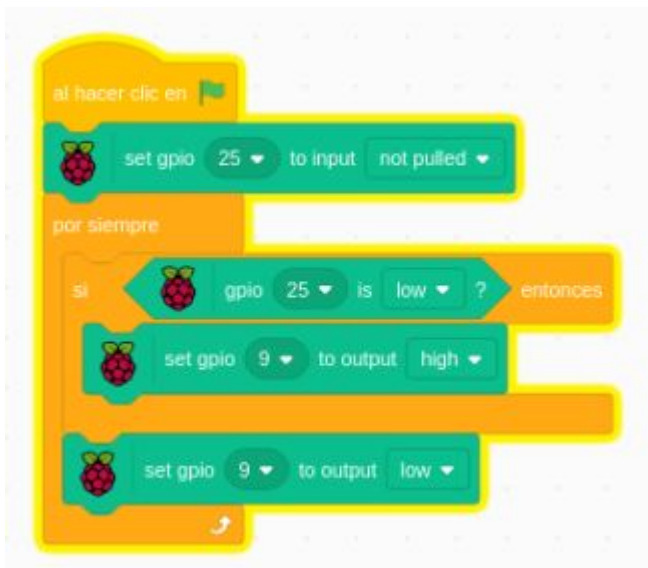 al hacer clic en
set gpio 25 to input not pulled
por siempre
si gpio 25 is low ? entonces
set gpio 9 to output high
set gpio 9 to output low